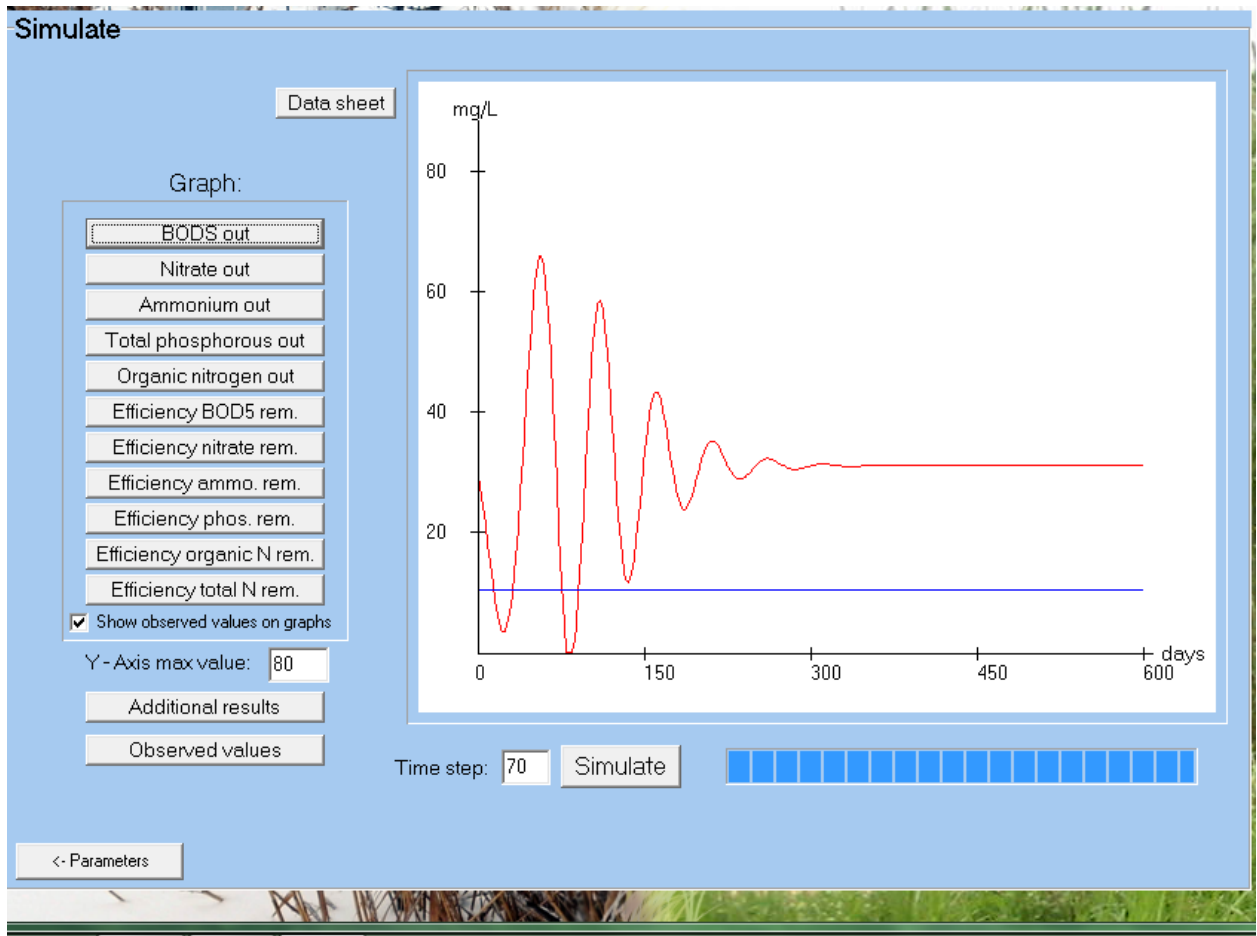 Simulate
Data sheet
Graph:
BODS out
Nitrate out
Ammonium out
Total phosphorous out
Organic nitrogen out
Efficiency BOD5 rem.
Efficiency nitrate rem.
Efficiency ammo. rem.
Efficiency phos. rem.
Efficiency organic N rem.
Efficiency total N rem.
Show observed values on graphs
Y - Axis max value: 80
Additional results
Observed values
mg/L
80
60
40
20
0 150 300 450 600 days
Time step: 70 Simulate
<- Parameters